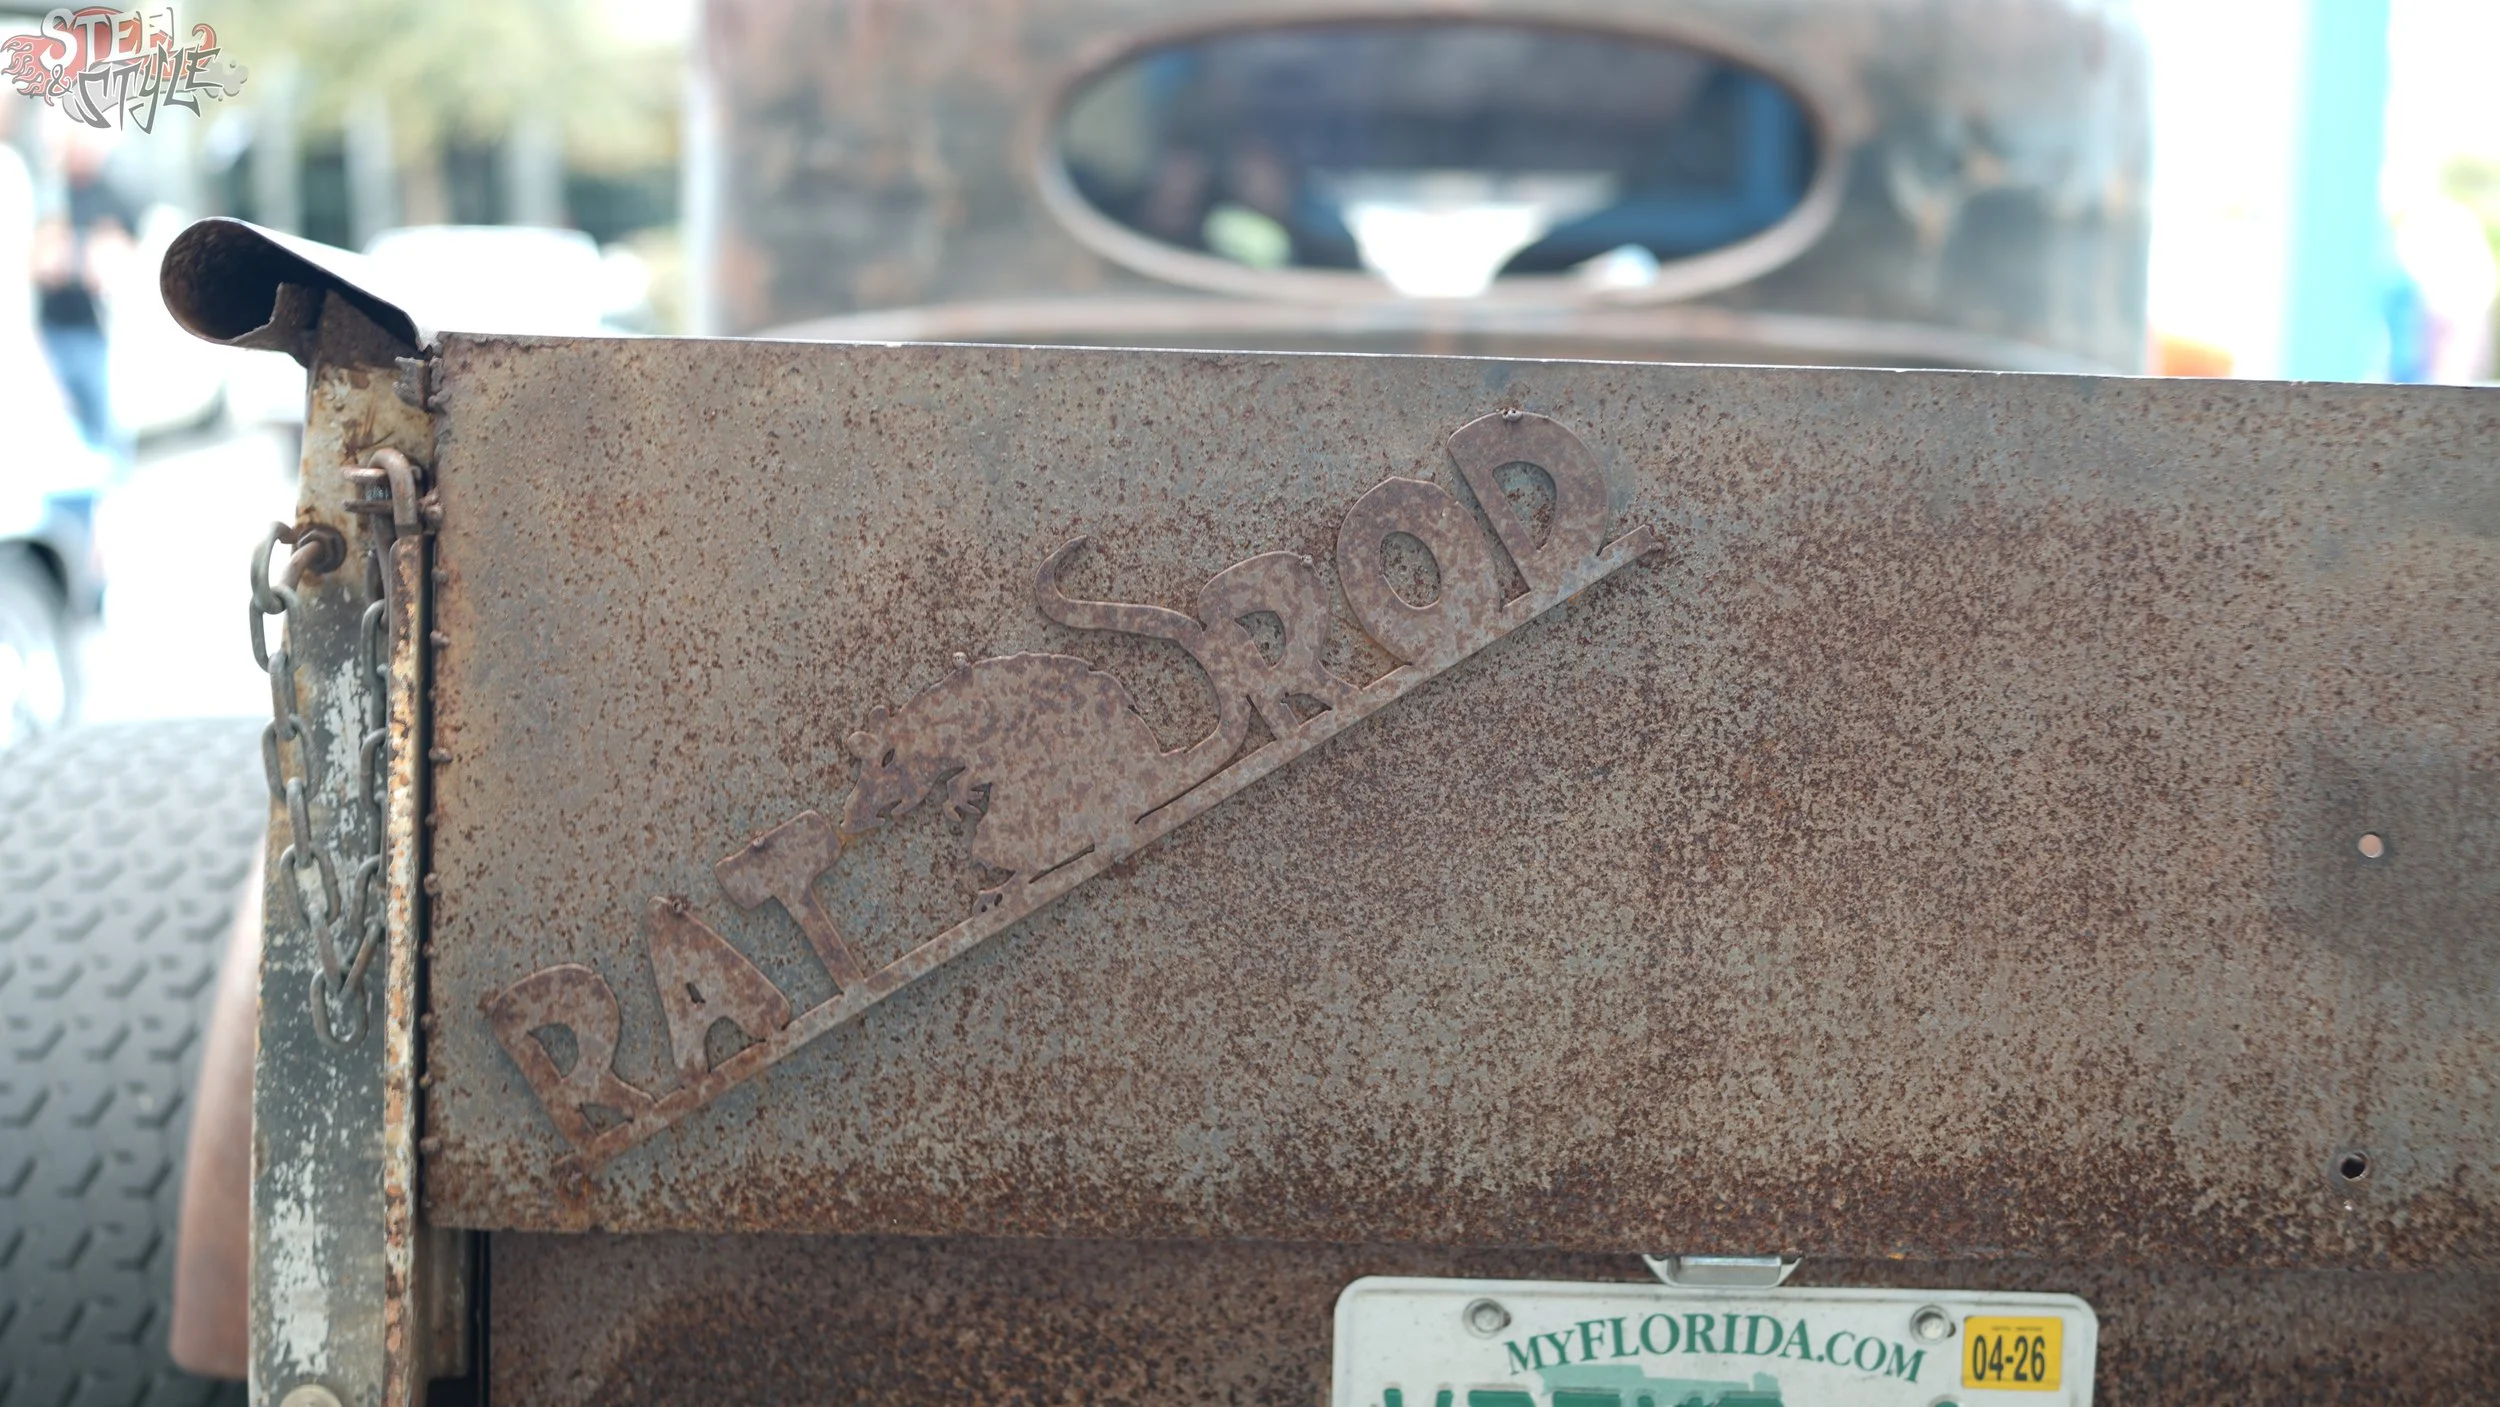 STEEL
& STYLE
RAT ROD
MYFLORIDA.COM
04-26